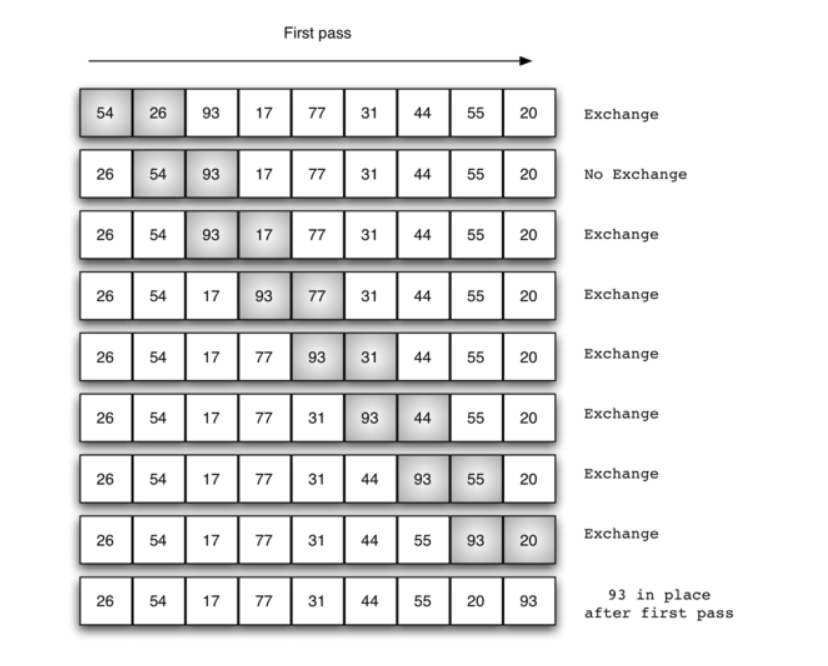 First pass
54 26 93 17 77 31 44 55 20 Exchange
26 54 93 17 77 31 44 55 20 No Exchange
26 54 93 17 77 31 44 55 20 Exchange
26 54 17 93 77 31 44 55 20 Exchange
26 54 17 77 93 31 44 55 20 Exchange
26 54 17 77 31 93 44 55 20 Exchange
26 54 17 77 31 44 93 55 20 Exchange
26 54 17 77 31 44 55 93 20 Exchange
26 54 17 77 31 44 55 20 93 93 in place
after first pass